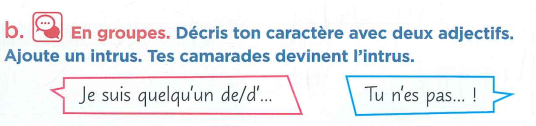 b. En groupes. Décris ton caractère avec deux adjectifs.
Ajoute un intrus. Tes camarades devinent l'intrus.
Je suis quelqu'un de/d'...
Tu n'es pas... !